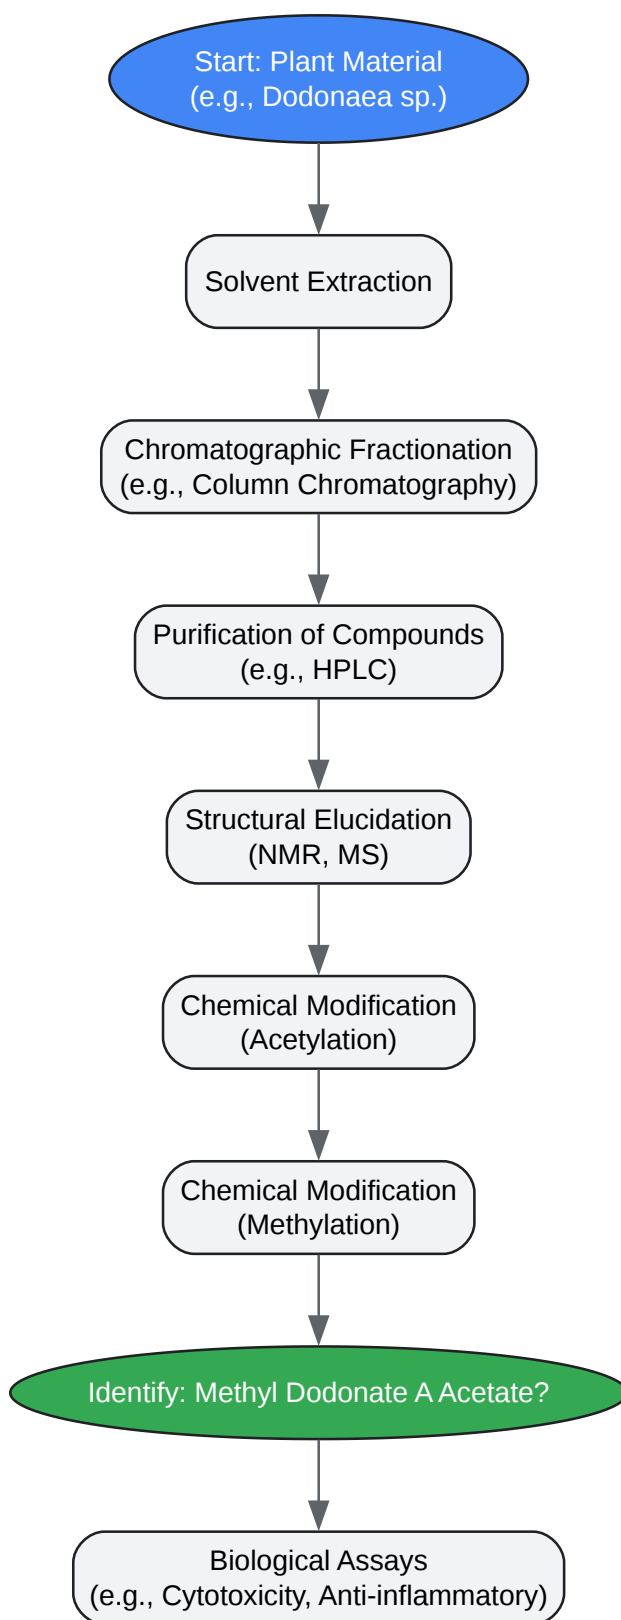 Start: Plant Material
(e.g., Dodonaea sp.)
Solvent Extraction
Chromatographic Fractionation
(e.g., Column Chromatography)
Purification of Compounds
(e.g., HPLC)
Structural Elucidation
(NMR, MS)
Chemical Modification
(Acetylation)
Chemical Modification
(Methylation)
Identify: Methyl Dodonate A Acetate?
Biological Assays
(e.g., Cytotoxicity, Anti-inflammatory)